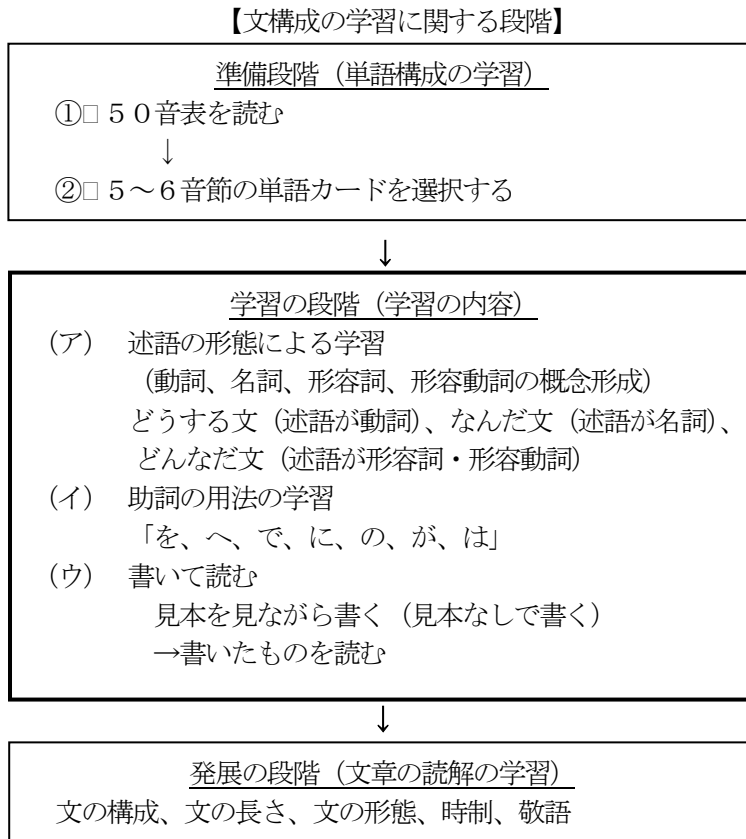 【文構成の学習に関する段階】
準備段階（単語構成の学習）
①□ ５０音表を読む
↓
②□ ５～６音節の単語カードを選択する
↓
学習の段階（学習の内容）
（ア） 述語の形態による学習
（動詞、名詞、形容詞、形容動詞の概念形成）
どうする文（述語が動詞）、なんだ文（述語が名詞）、
どんなだ文（述語が形容詞・形容動詞）
（イ） 助詞の用法の学習
「を、へ、で、に、の、が、は」
（ウ） 書いて読む
見本を見ながら書く（見本なしで書く）
→書いたものを読む
↓
発展の段階（文章の読解の学習）
文の構成、文の長さ、文の形態、時制、敬語